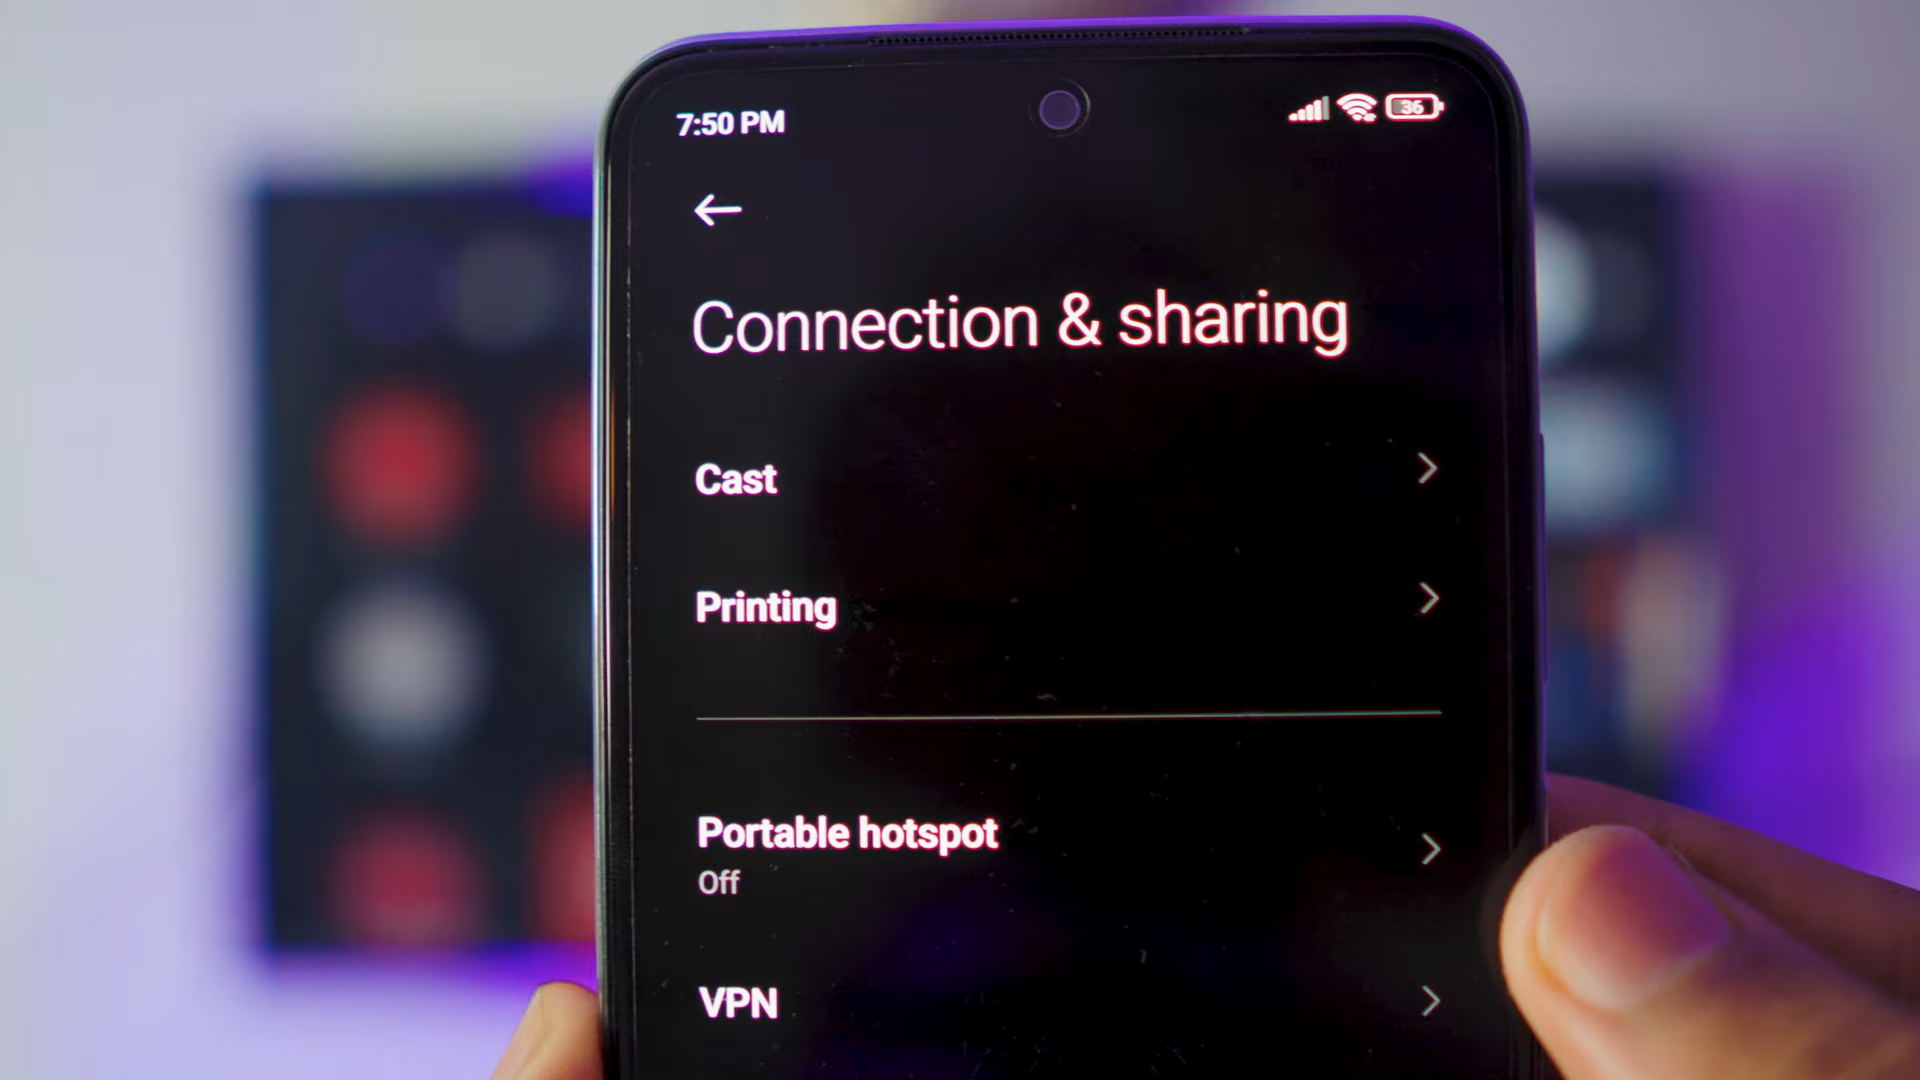 7:50 PM
36
Connection & sharing
Cast
Printing
Portable hotspot
Off
VPN